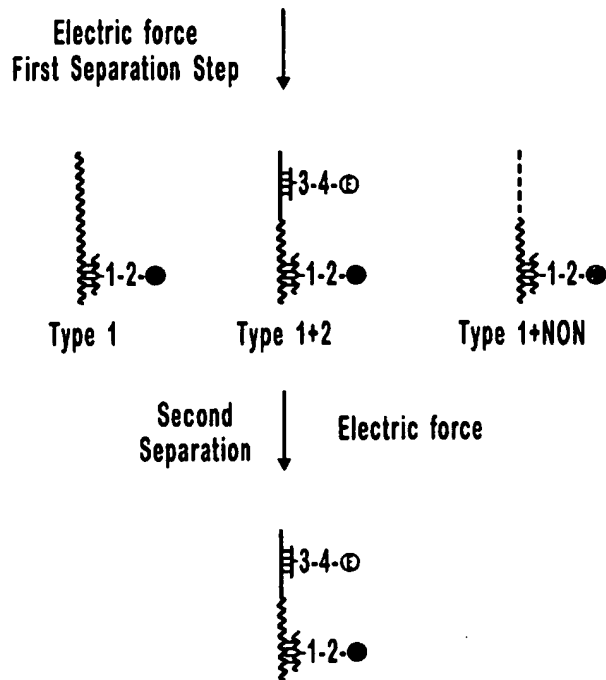 Electric force
First Separation Step
3-4-Ⓔ
1-2-●
1-2-●
1-2-●
Type 1
Type 1+2
Type 1+NON
Second
Separation
Electric force
3-4-Ⓔ
1-2-●